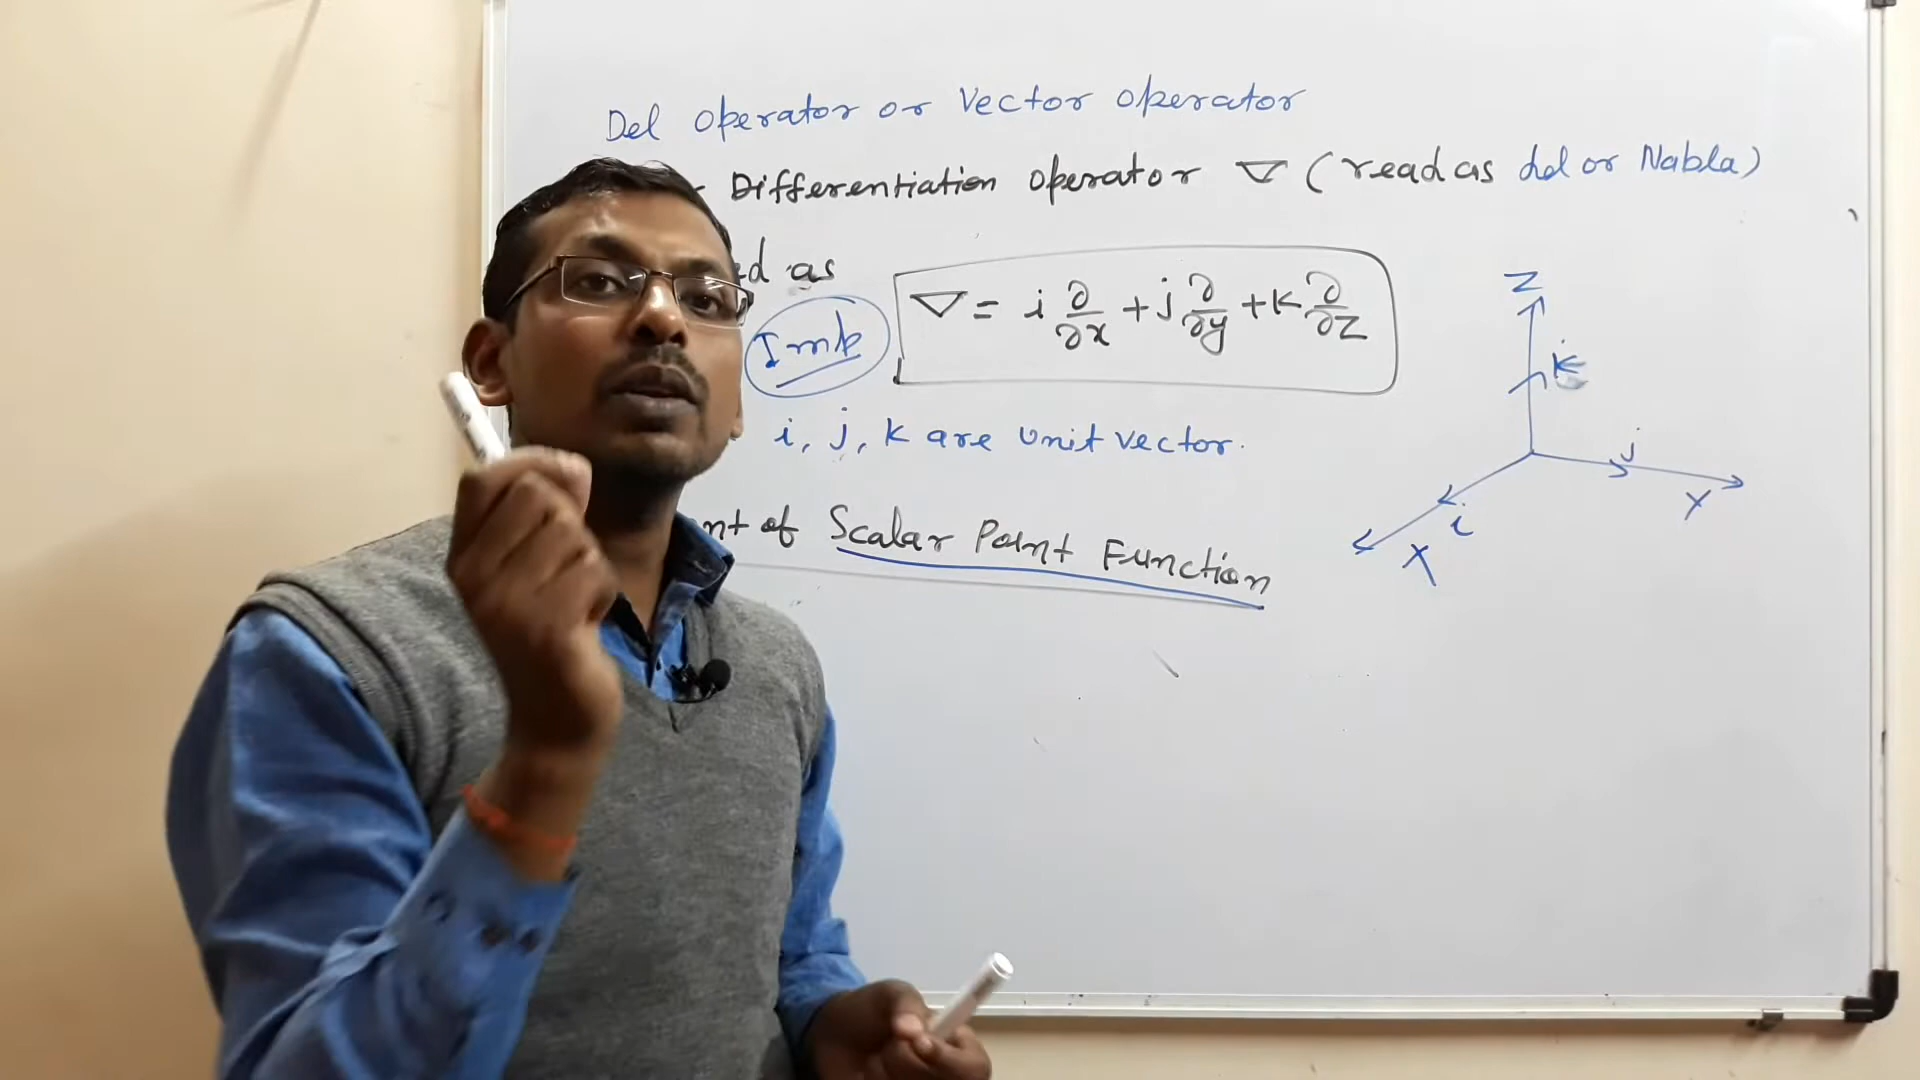 Del operator or Vector operator
Differentiation operator ∇ (read as del or Nabla)
ed as
Imp
∇ = i ∂/∂x + j ∂/∂y + k ∂/∂z
i, j, k are unit vector.
nt of Scalar Point Function
Z
k
j
Y
i
X